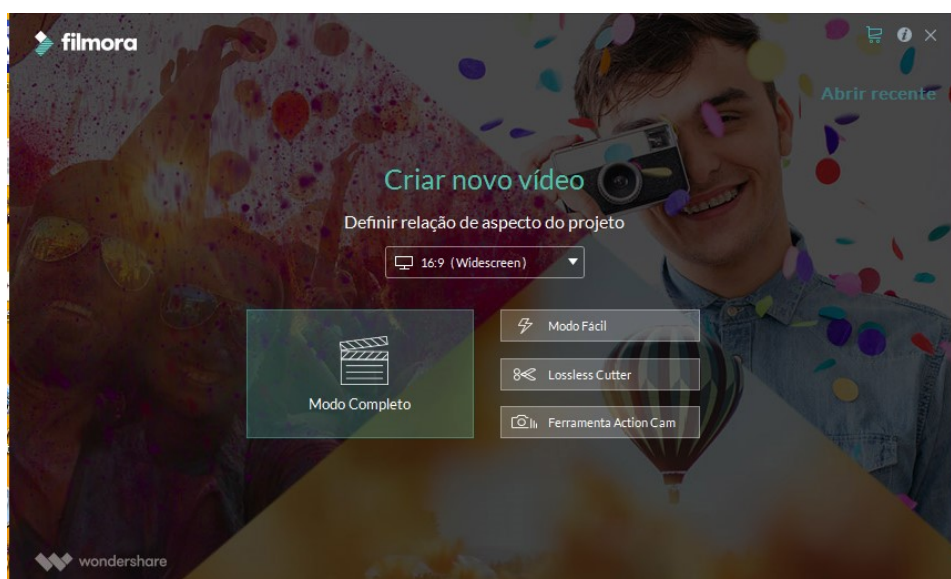 filmora
Abrir recente
Criar novo vídeo
Definir relação de aspecto do projeto
16:9 (Widescreen)
Modo Completo
Modo Fácil
Lossless Cutter
Ferramenta Action Cam
wondershare